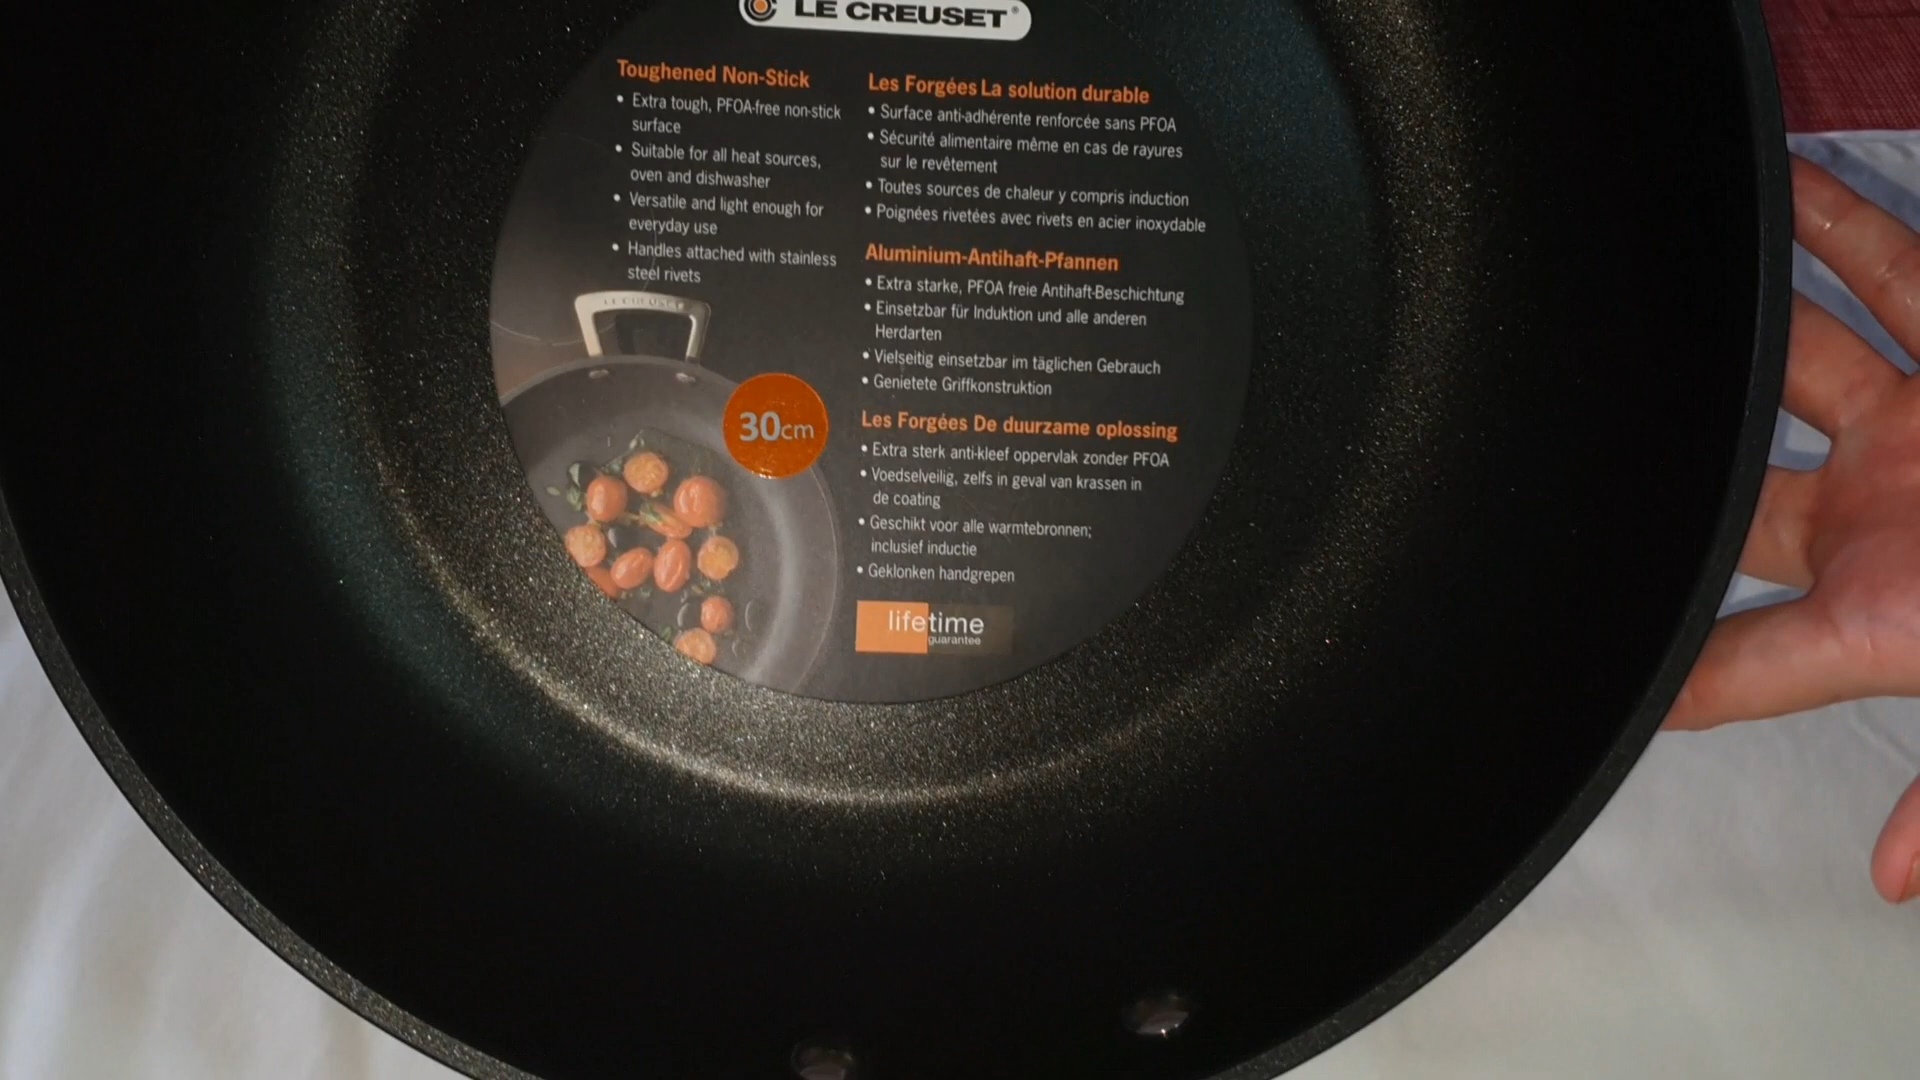 LE CREUSET®
Toughened Non-Stick
• Extra tough, PFOA-free non-stick
surface
• Suitable for all heat sources,
oven and dishwasher
• Versatile and light enough for
everyday use
• Handles attached with stainless
steel rivets
LE CREUSET
30cm
Les Forgées La solution durable
• Surface anti-adhérente renforcée sans PFOA
• Sécurité alimentaire même en cas de rayures
sur le revêtement
• Toutes sources de chaleur y compris induction
• Poignées rivetées avec rivets en acier inoxydable
Aluminium-Antihaft-Pfannen
• Extra starke, PFOA freie Antihaft-Beschichtung
• Einsetzbar für Induktion und alle anderen
Herdarten
• Vielseitig einsetzbar im täglichen Gebrauch
• Genietete Griffkonstruktion
Les Forgées De duurzame oplossing
• Extra sterk anti-kleef oppervlak zonder PFOA
• Voedselveilig, zelfs in geval van krassen in
de coating
• Geschikt voor alle warmtebronnen;
inclusief inductie
• Geklonken handgrepen
lifetime
guarantee